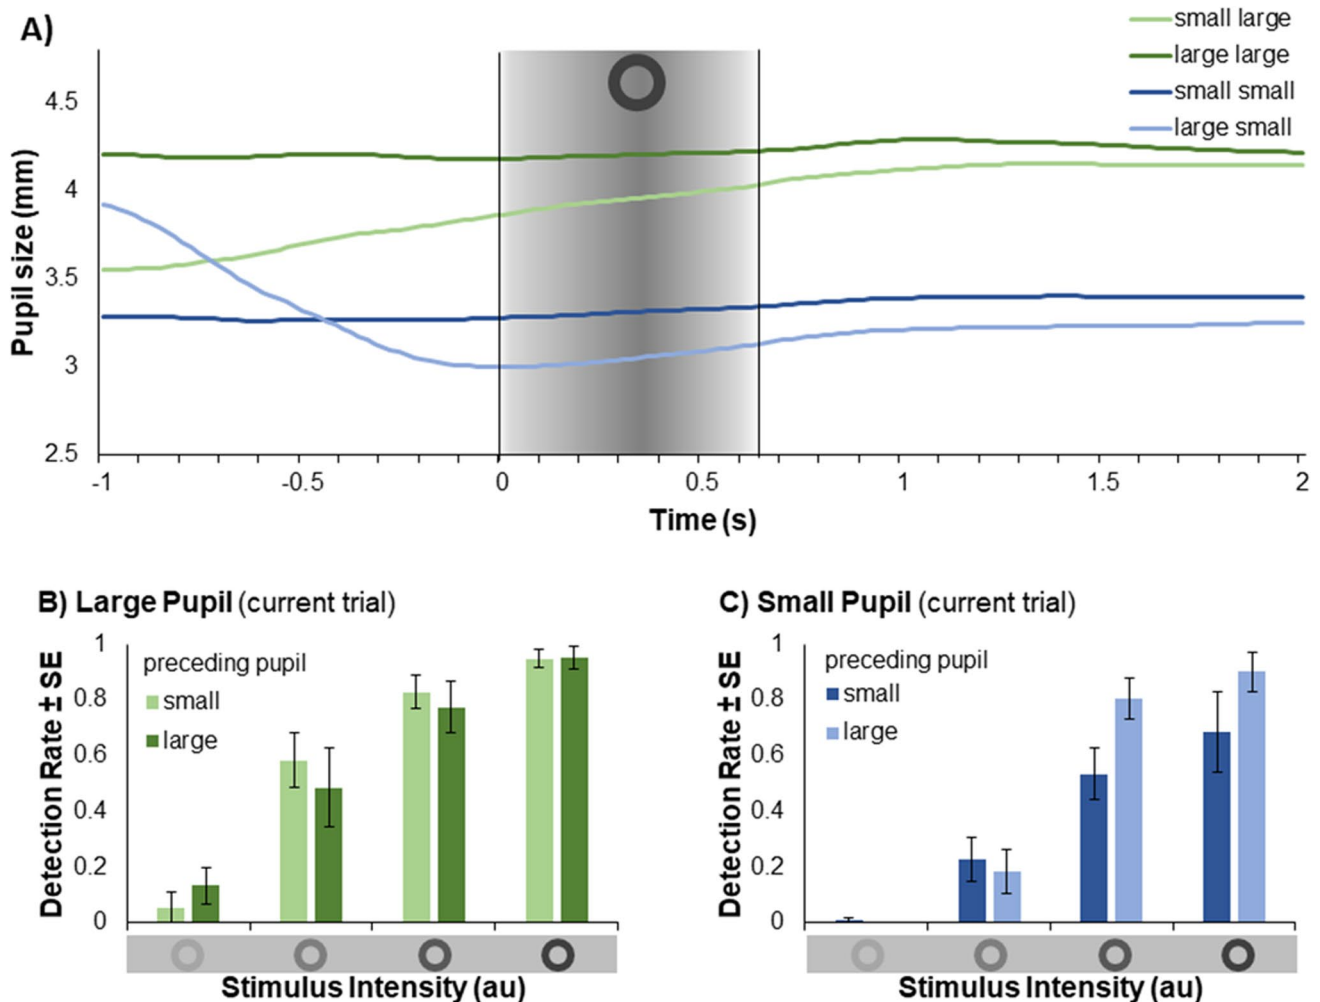 A)
small large
large large
small small
large small
Pupil size (mm)
4.5
4
3.5
3
2.5
-1 -0.5 0 0.5 1 1.5 2
Time (s)
B) Large Pupil (current trial)
Detection Rate ± SE
1
0.8
0.6
0.4
0.2
0
preceding pupil
small
large
Stimulus Intensity (au)
C) Small Pupil (current trial)
Detection Rate ± SE
1
0.8
0.6
0.4
0.2
0
preceding pupil
small
large
Stimulus Intensity (au)